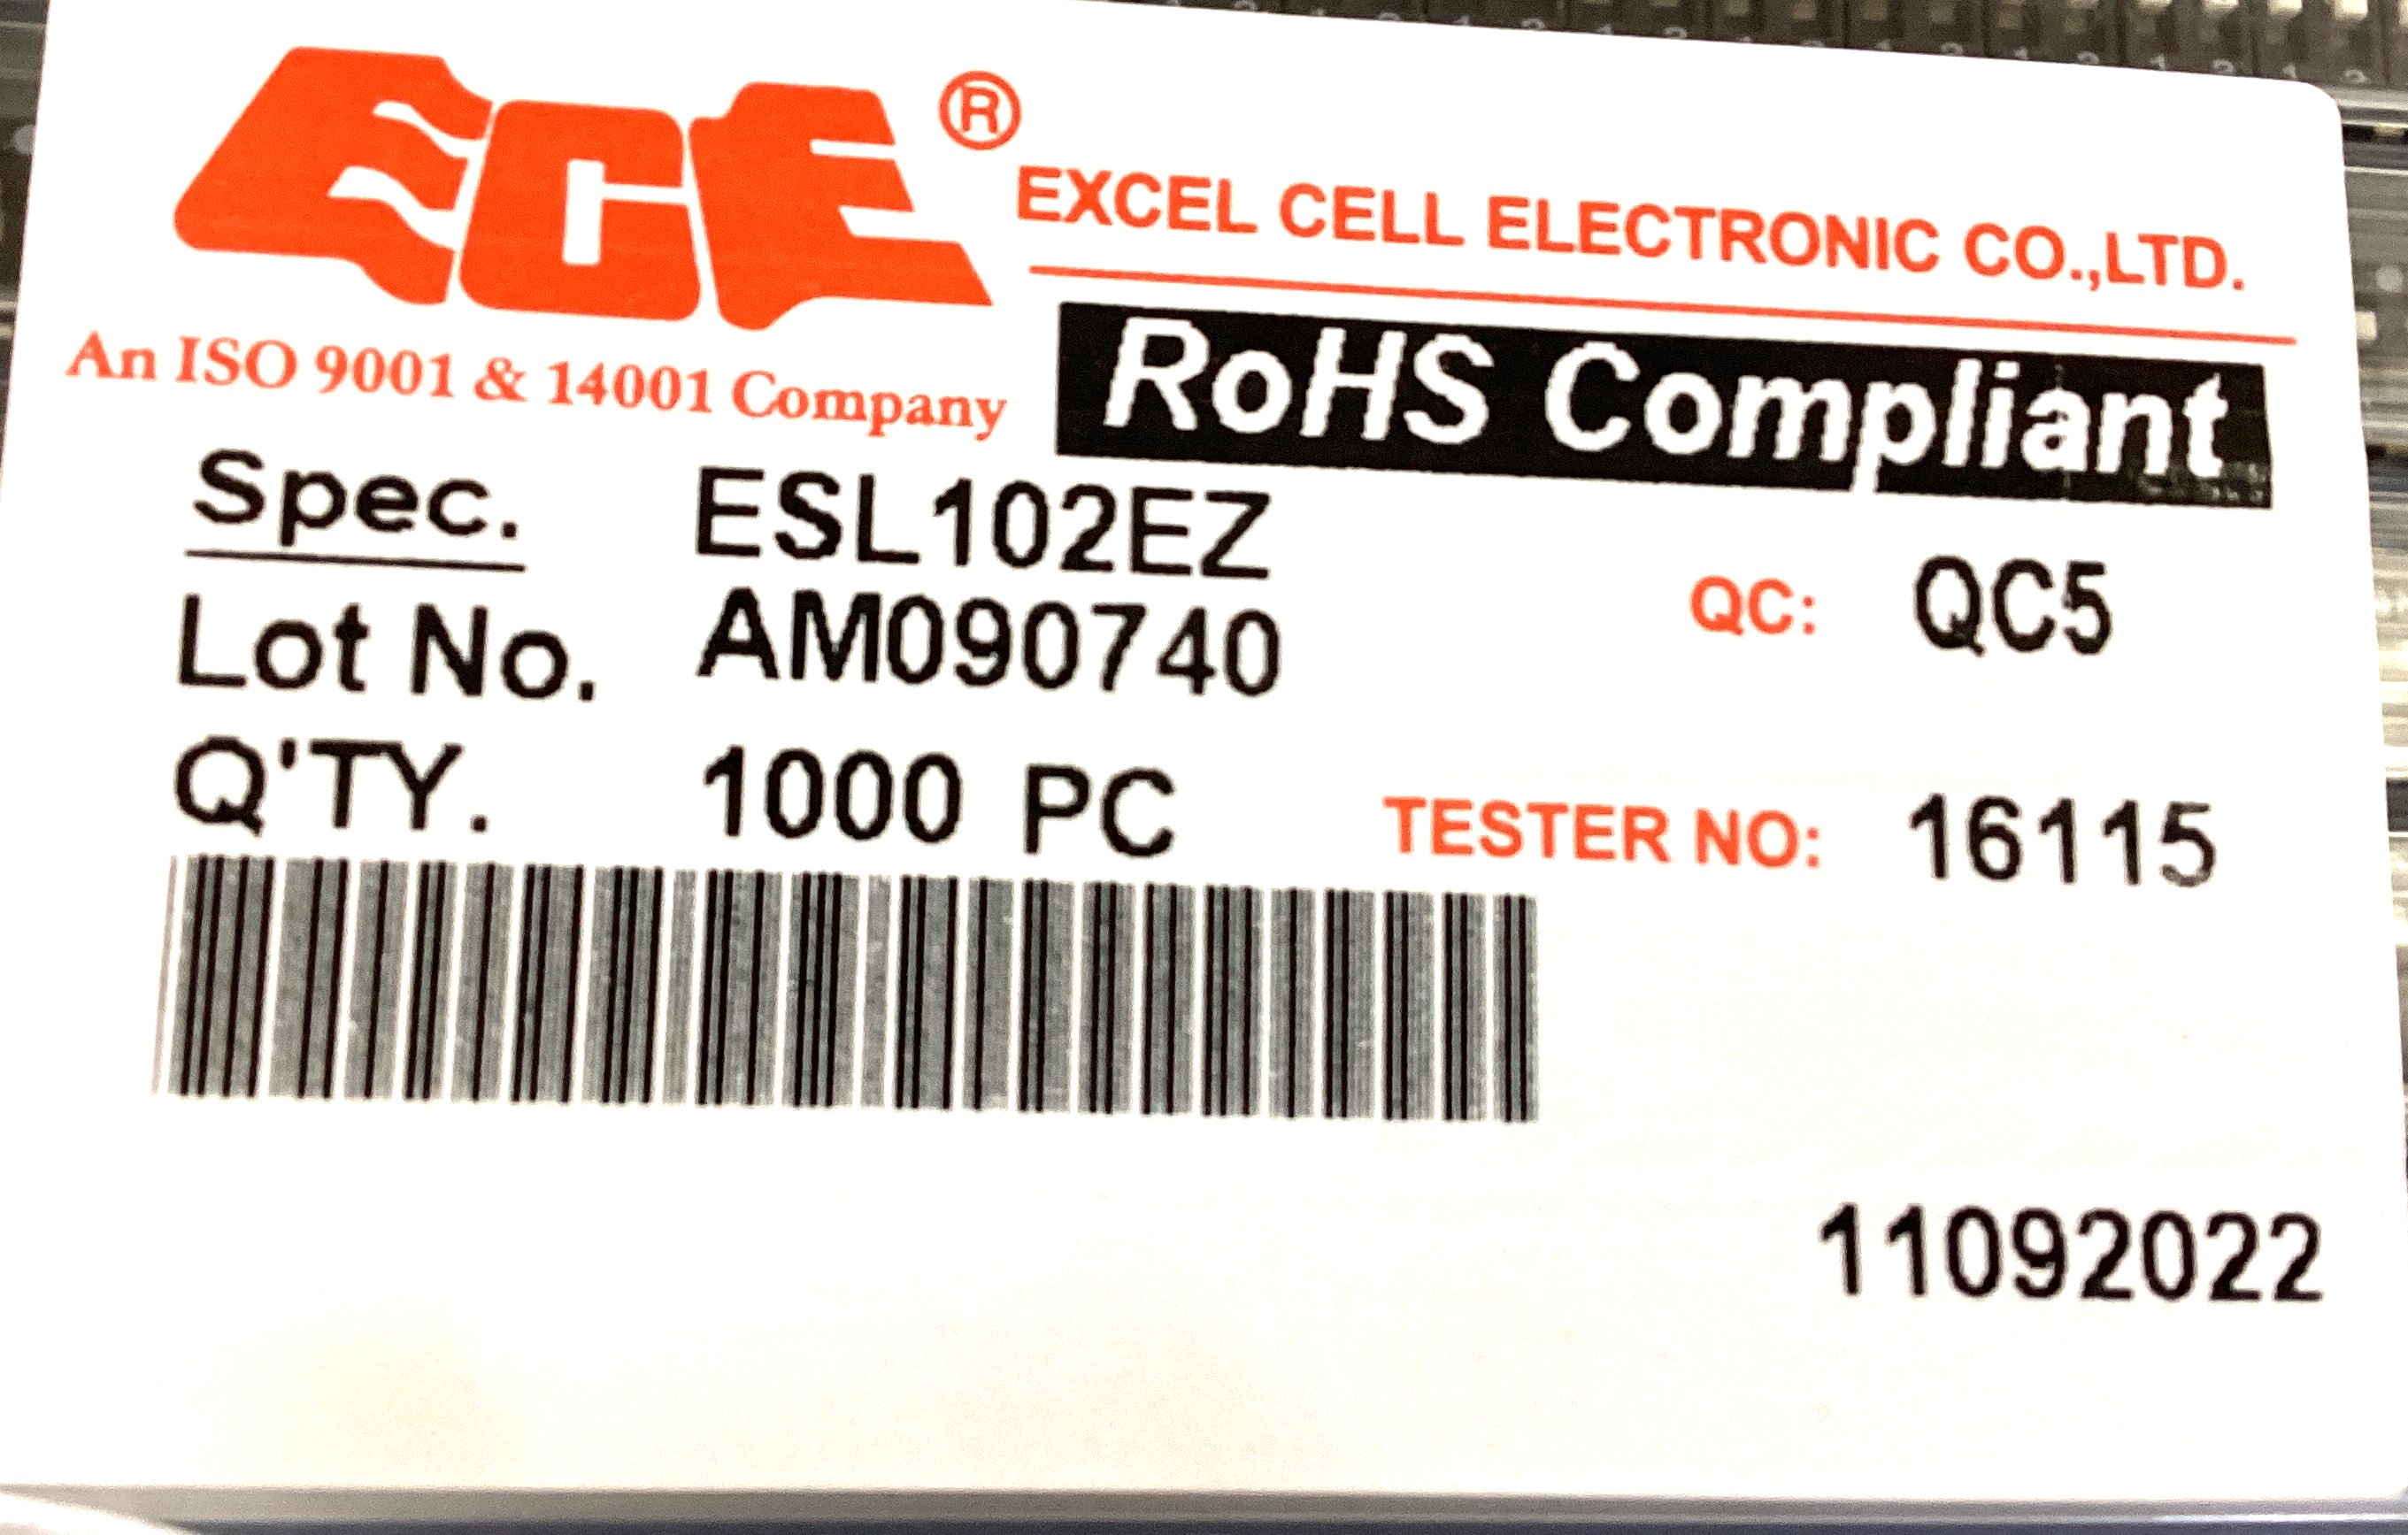 ECE®
EXCEL CELL ELECTRONIC CO.,LTD.
An ISO 9001 & 14001 Company
RoHS Compliant
Spec. ESL102EZ
Lot No. AM090740 QC: QC5
Q'TY. 1000 PC TESTER NO: 16115
11092022